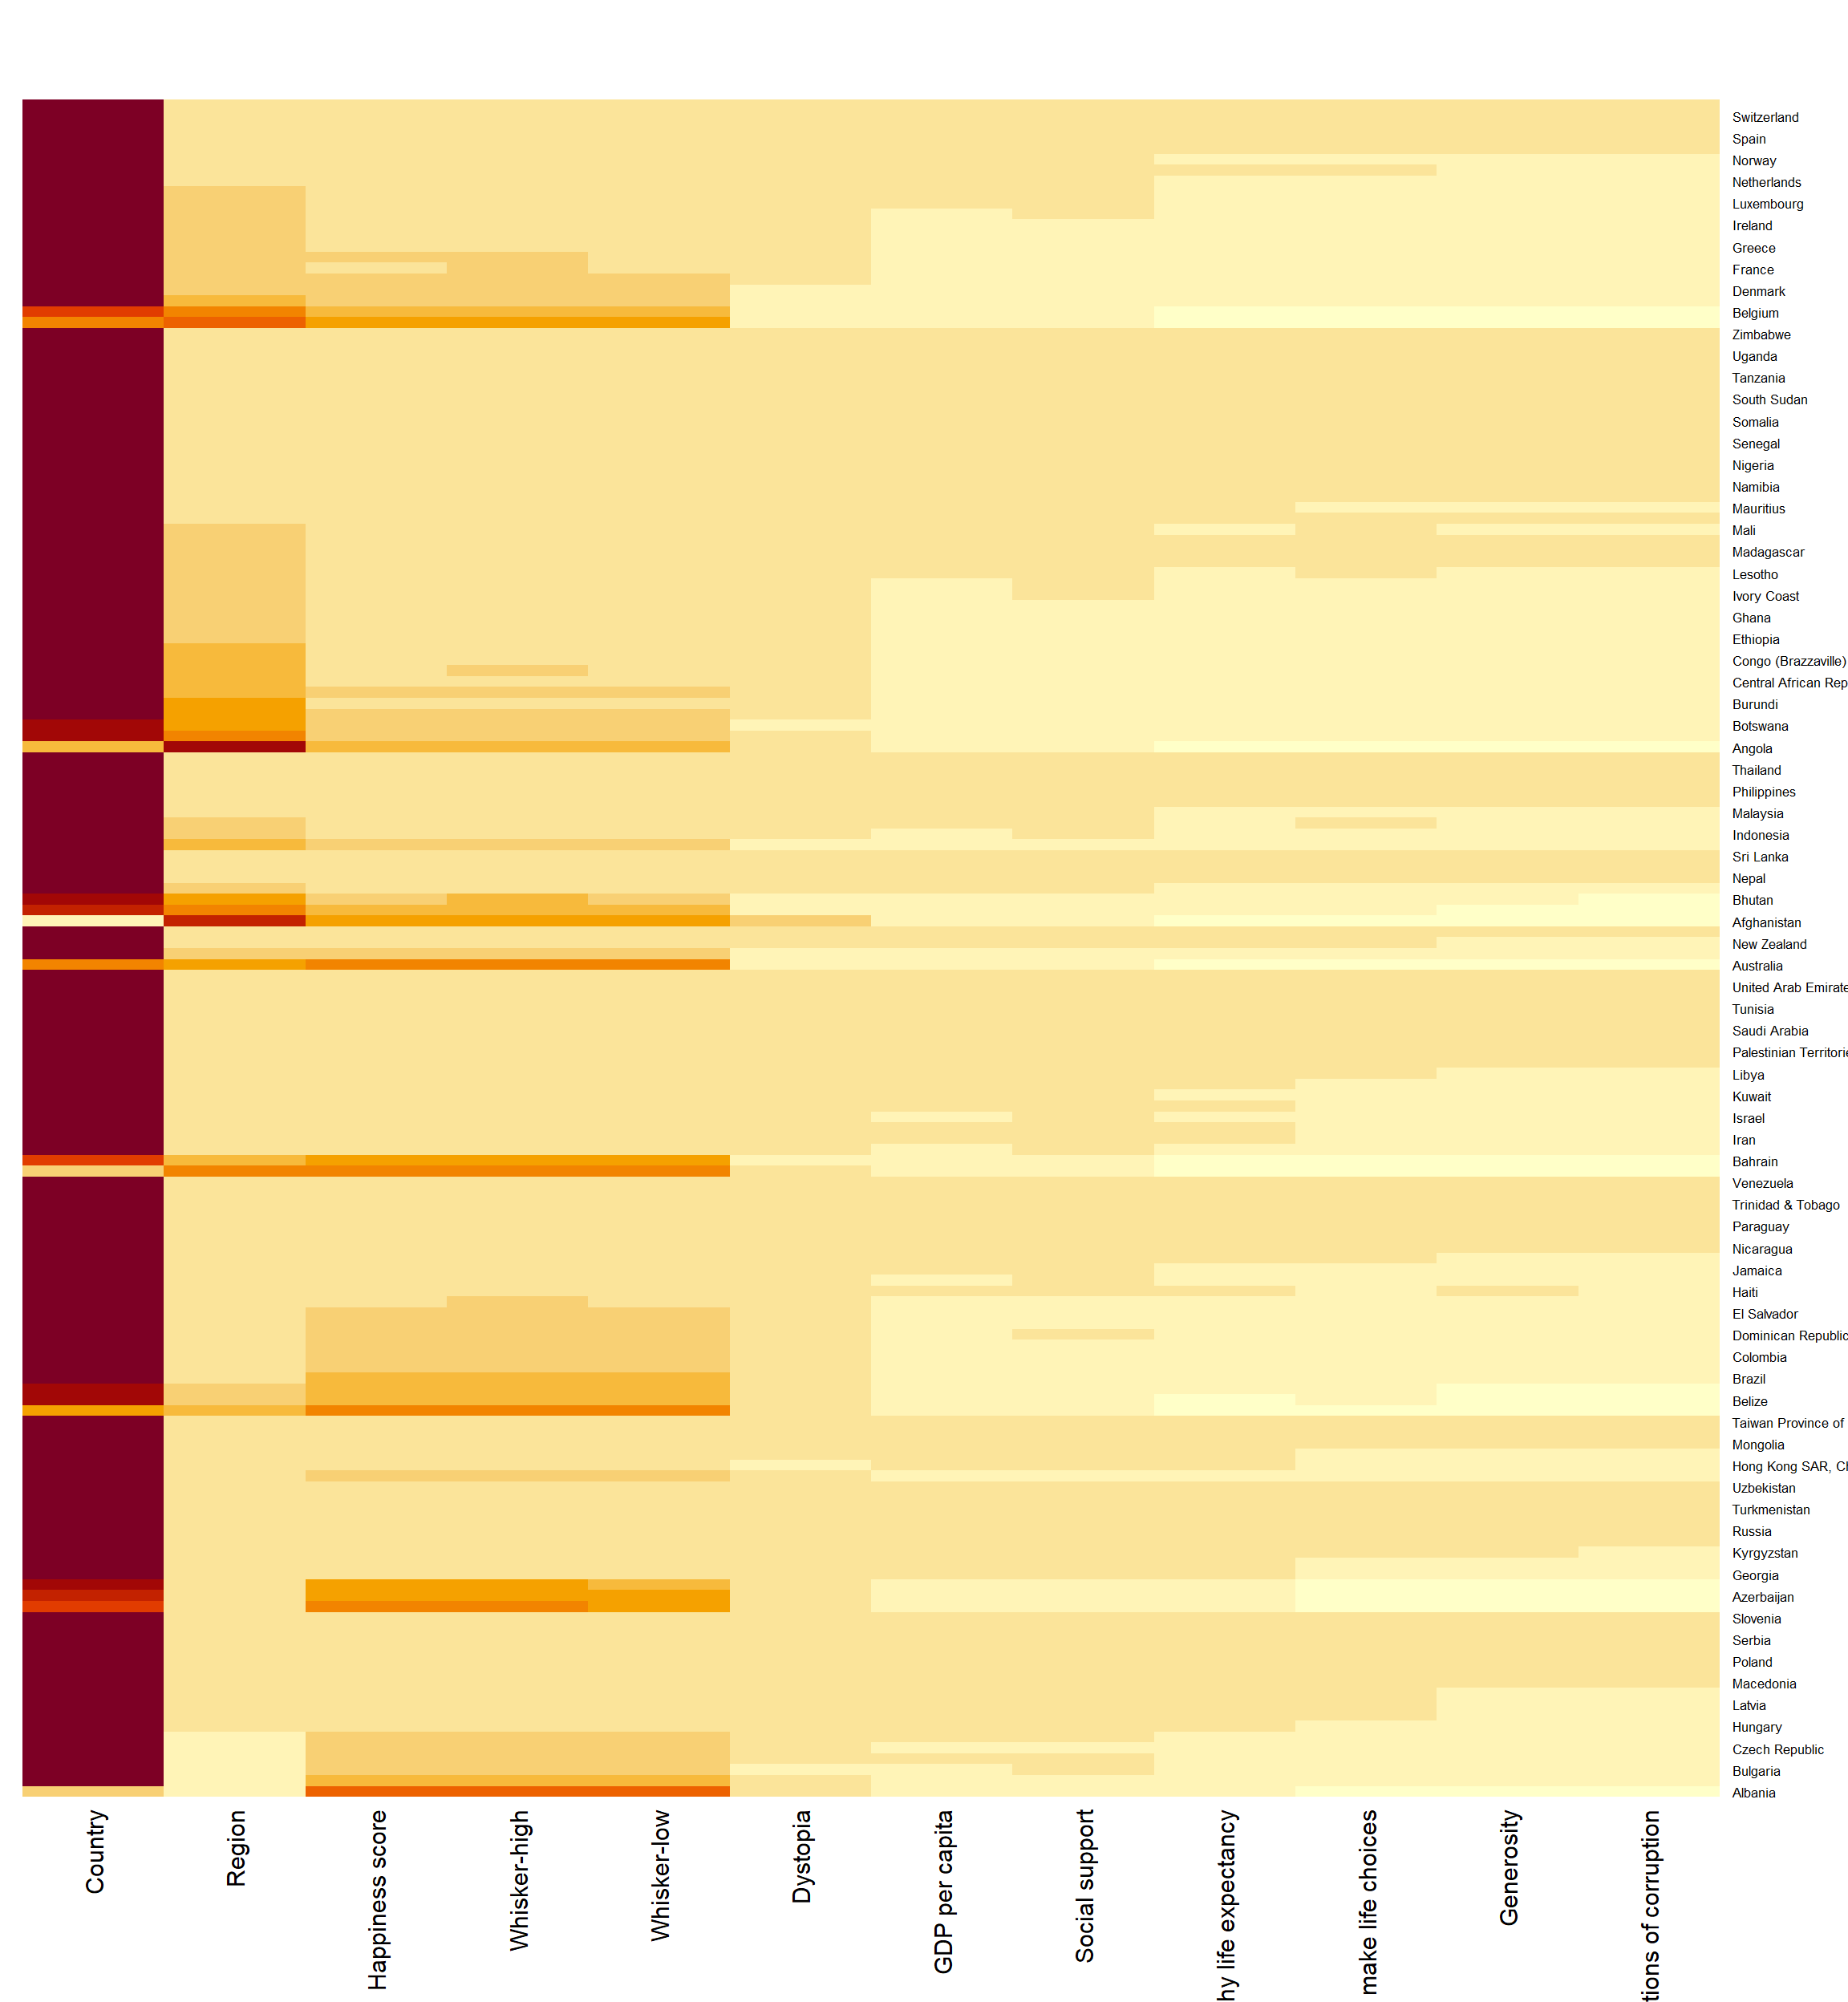 Switzerland
Spain
Norway
Netherlands
Luxembourg
Ireland
Greece
France
Denmark
Belgium
Zimbabwe
Uganda
Tanzania
South Sudan
Somalia
Senegal
Nigeria
Namibia
Mauritius
Mali
Madagascar
Lesotho
Ivory Coast
Ghana
Ethiopia
Congo (Brazzaville)
Central African Rep
Burundi
Botswana
Angola
Thailand
Philippines
Malaysia
Indonesia
Sri Lanka
Nepal
Bhutan
Afghanistan
New Zealand
Australia
United Arab Emirate
Tunisia
Saudi Arabia
Palestinian Territorie
Libya
Kuwait
Israel
Iran
Bahrain
Venezuela
Trinidad & Tobago
Paraguay
Nicaragua
Jamaica
Haiti
El Salvador
Dominican Republic
Colombia
Brazil
Belize
Taiwan Province of
Mongolia
Hong Kong SAR, C
Uzbekistan
Turkmenistan
Russia
Kyrgyzstan
Georgia
Azerbaijan
Slovenia
Serbia
Poland
Macedonia
Latvia
Hungary
Czech Republic
Bulgaria
Albania
Country
Region
Happiness score
Whisker-high
Whisker-low
Dystopia
GDP per capita
Social support
hy life expectancy
make life choices
Generosity
tions of corruption